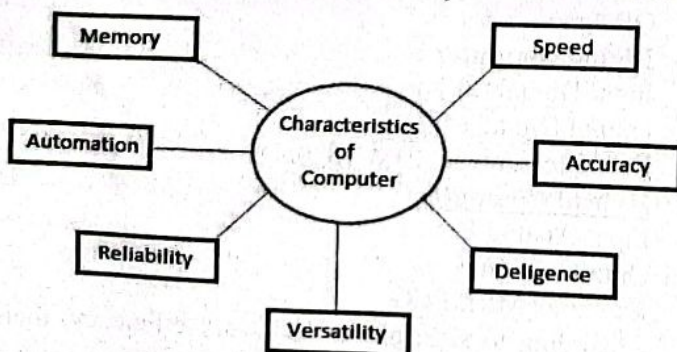 Memory
Speed
Characteristics
of
Computer
Automation
Accuracy
Reliability
Deligence
Versatility